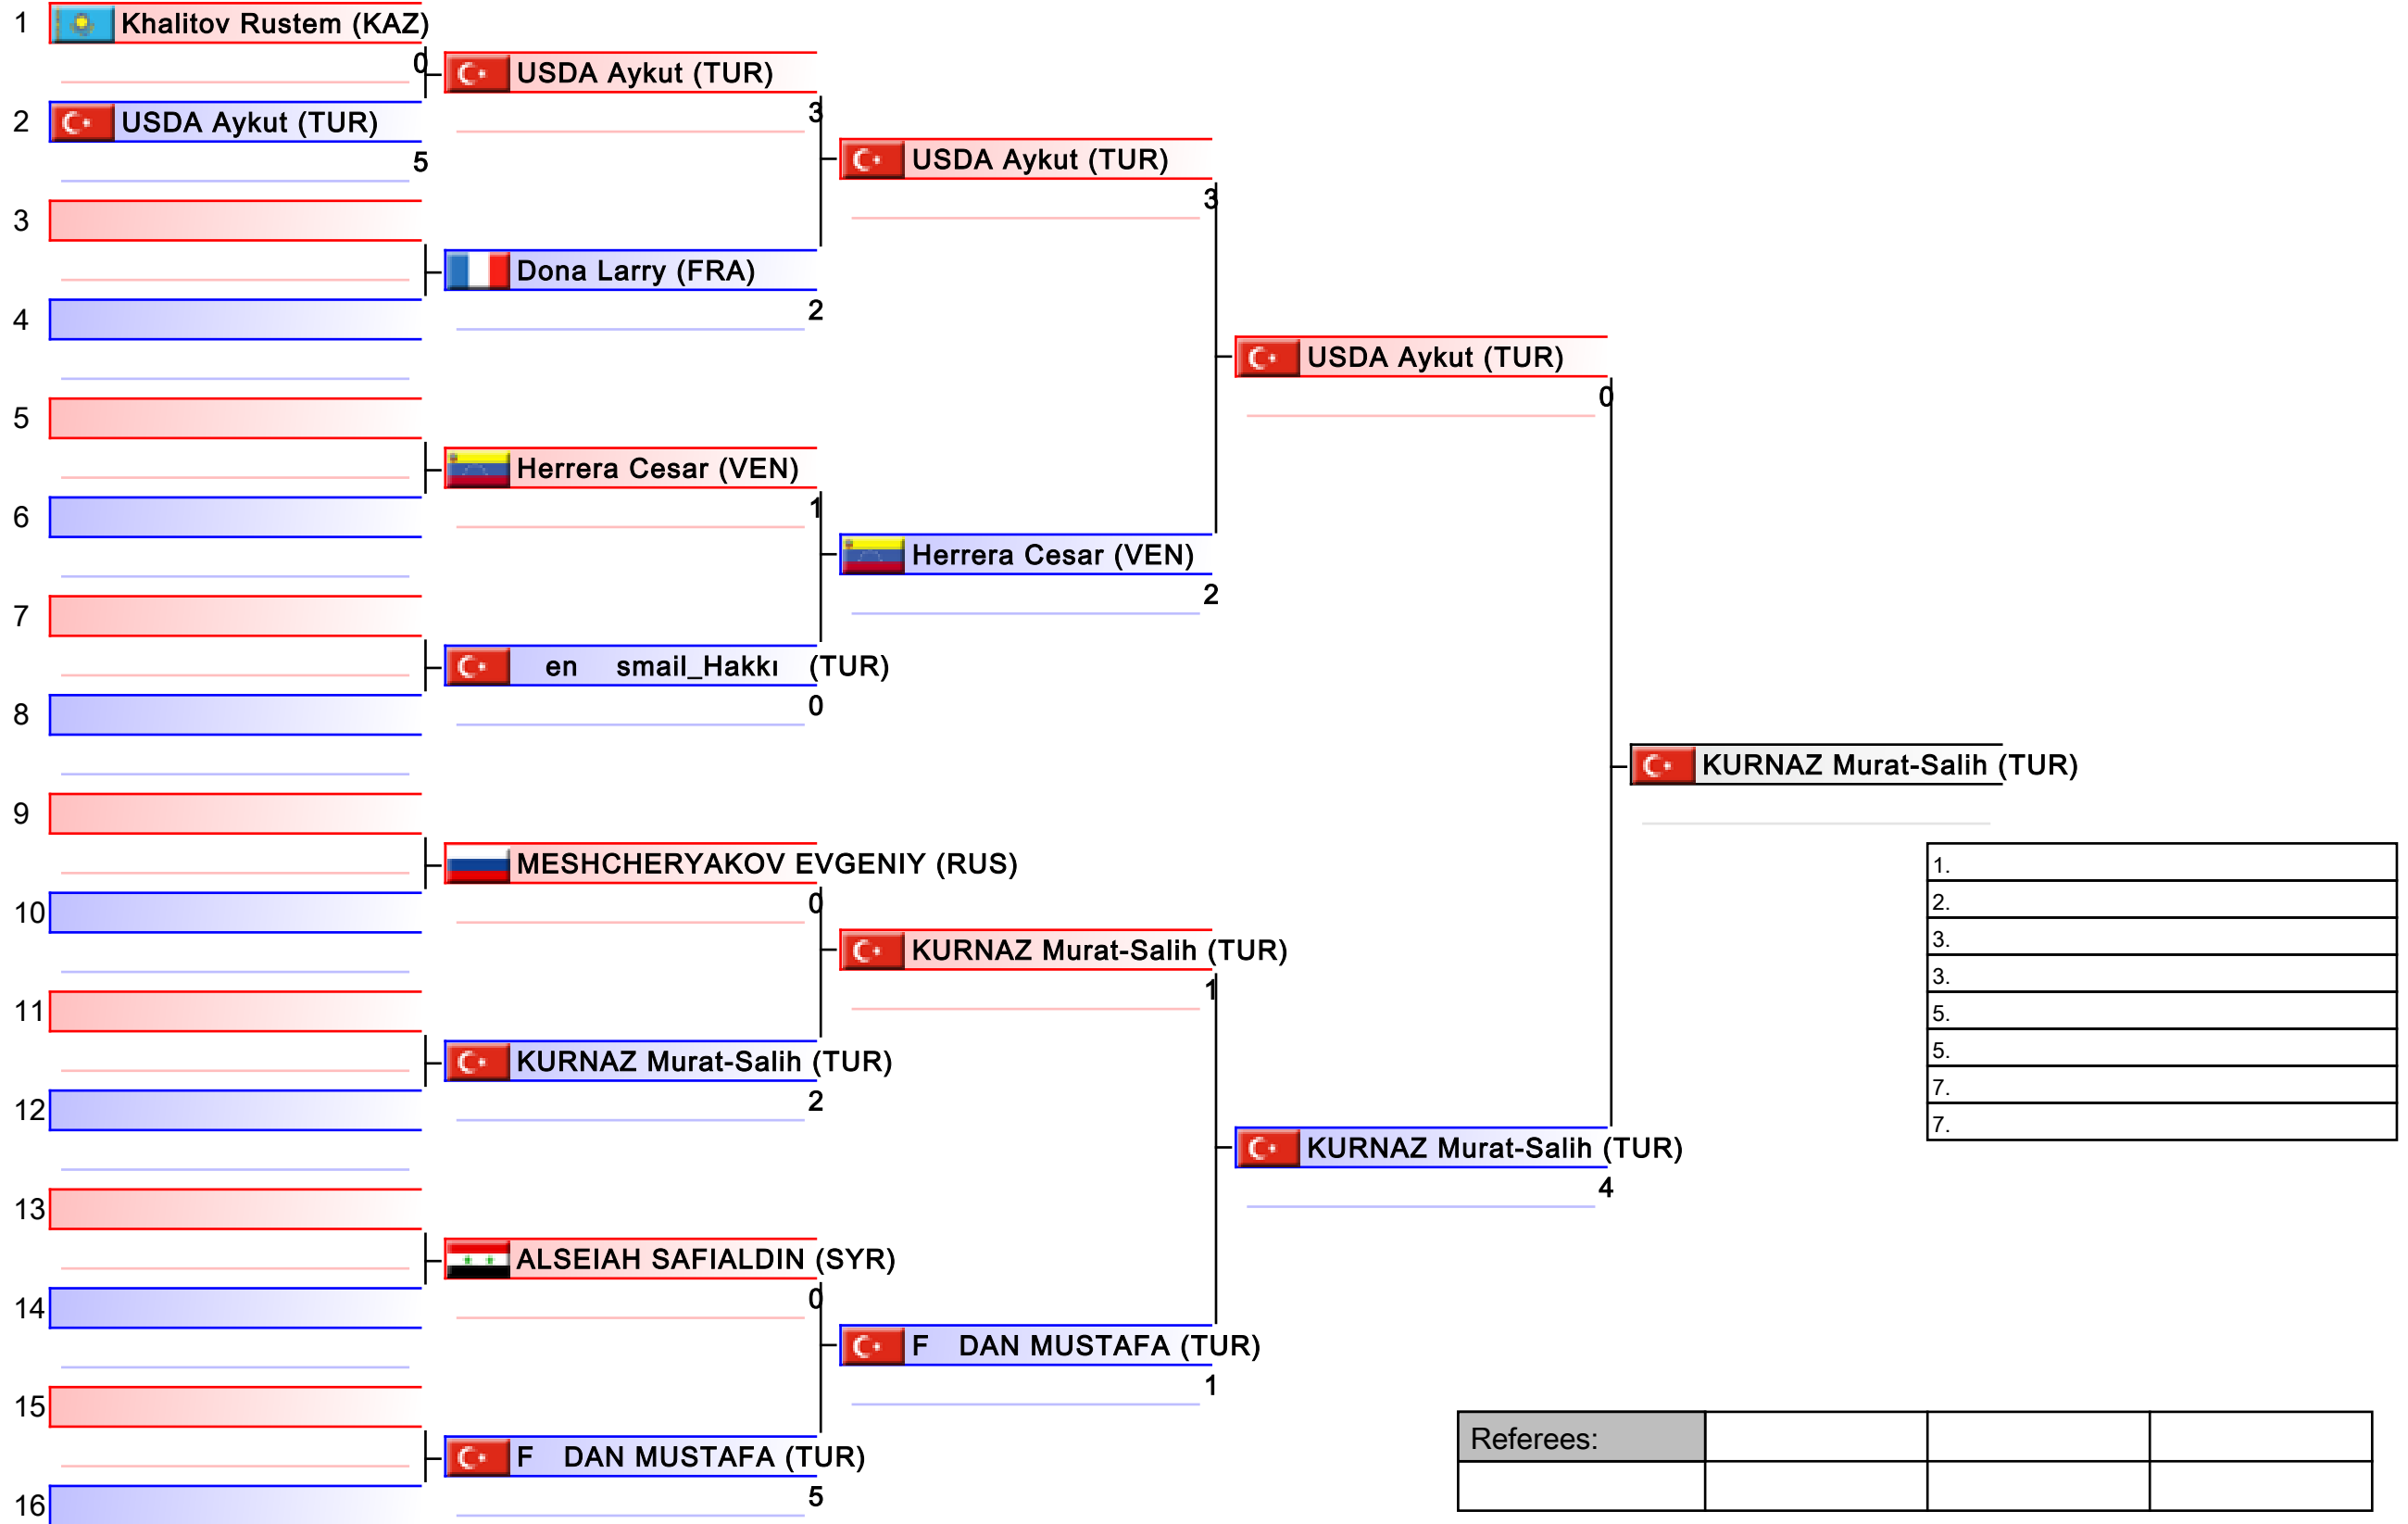 1 Khalitov Rustem (KAZ)
0
USDA Aykut (TUR)
3
2 USDA Aykut (TUR)
5
USDA Aykut (TUR)
3
3
Dona Larry (FRA)
2
4
USDA Aykut (TUR)
0
5
Herrera Cesar (VEN)
1
6
Herrera Cesar (VEN)
2
7
en smail_Hakkı (TUR)
0
8
KURNAZ Murat-Salih (TUR)
9
MESHCHERYAKOV EVGENIY (RUS)
0
10
KURNAZ Murat-Salih (TUR)
1
11
KURNAZ Murat-Salih (TUR)
2
12
KURNAZ Murat-Salih (TUR)
4
13
ALSEIAH SAFIALDIN (SYR)
0
14
F DAN MUSTAFA (TUR)
1
15
F DAN MUSTAFA (TUR)
5
16
1.
2.
3.
3.
5.
5.
7.
7.
Referees: